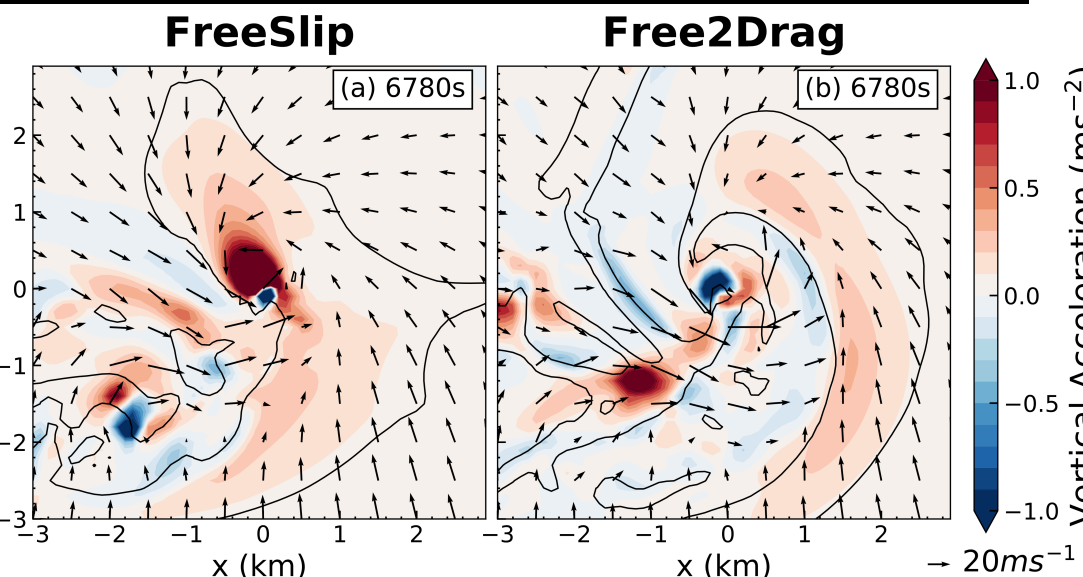 FreeSlip
Free2Drag
(a) 6780s
(b) 6780s
2
1
0
−1
−2
−3
−3
−2
−1
0
1
2
x (km)
−3
−2
−1
0
1
2
x (km)
1.0
0.5
0.0
−0.5
−1.0
Vertical Acceleration (ms⁻²)
20ms⁻¹